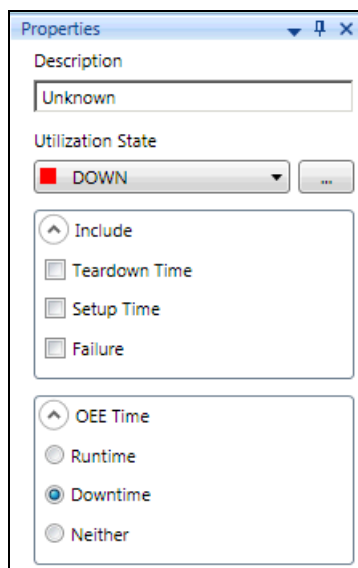 Properties
Description
Unknown
Utilization State
DOWN ...
Include
Teardown Time
Setup Time
Failure
OEE Time
Runtime
Downtime
Neither